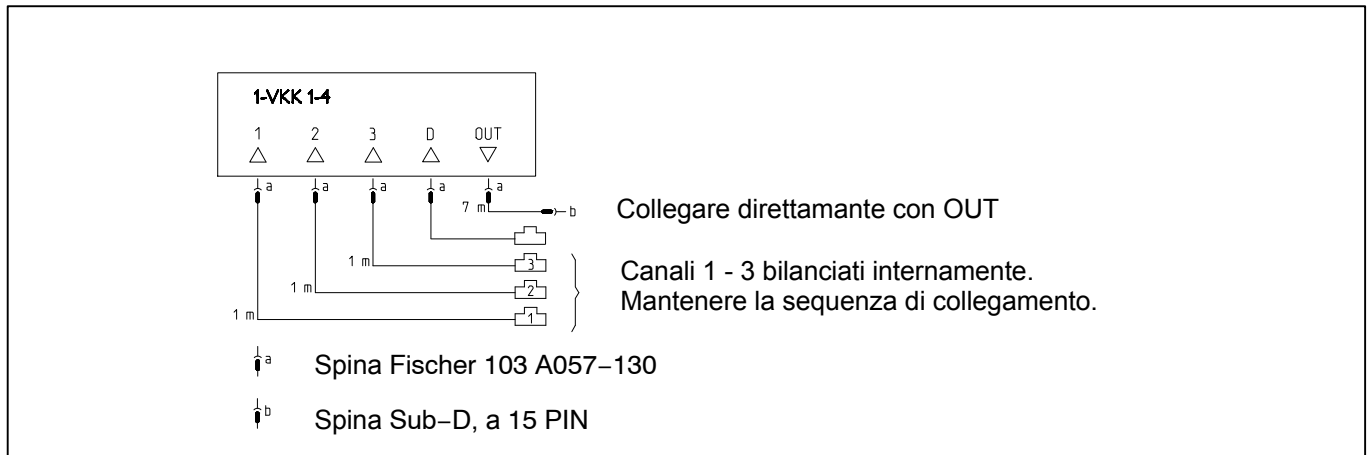 1-VKK 1-4
1 2 3 D OUT
a a a a a
7 m b Collegare direttamante con OUT
1 m 3 Canali 1 - 3 bilanciati internamente.
1 m 2 Mantenere la sequenza di collegamento.
1 m 1
a Spina Fischer 103 A057−130
b Spina Sub−D, a 15 PIN